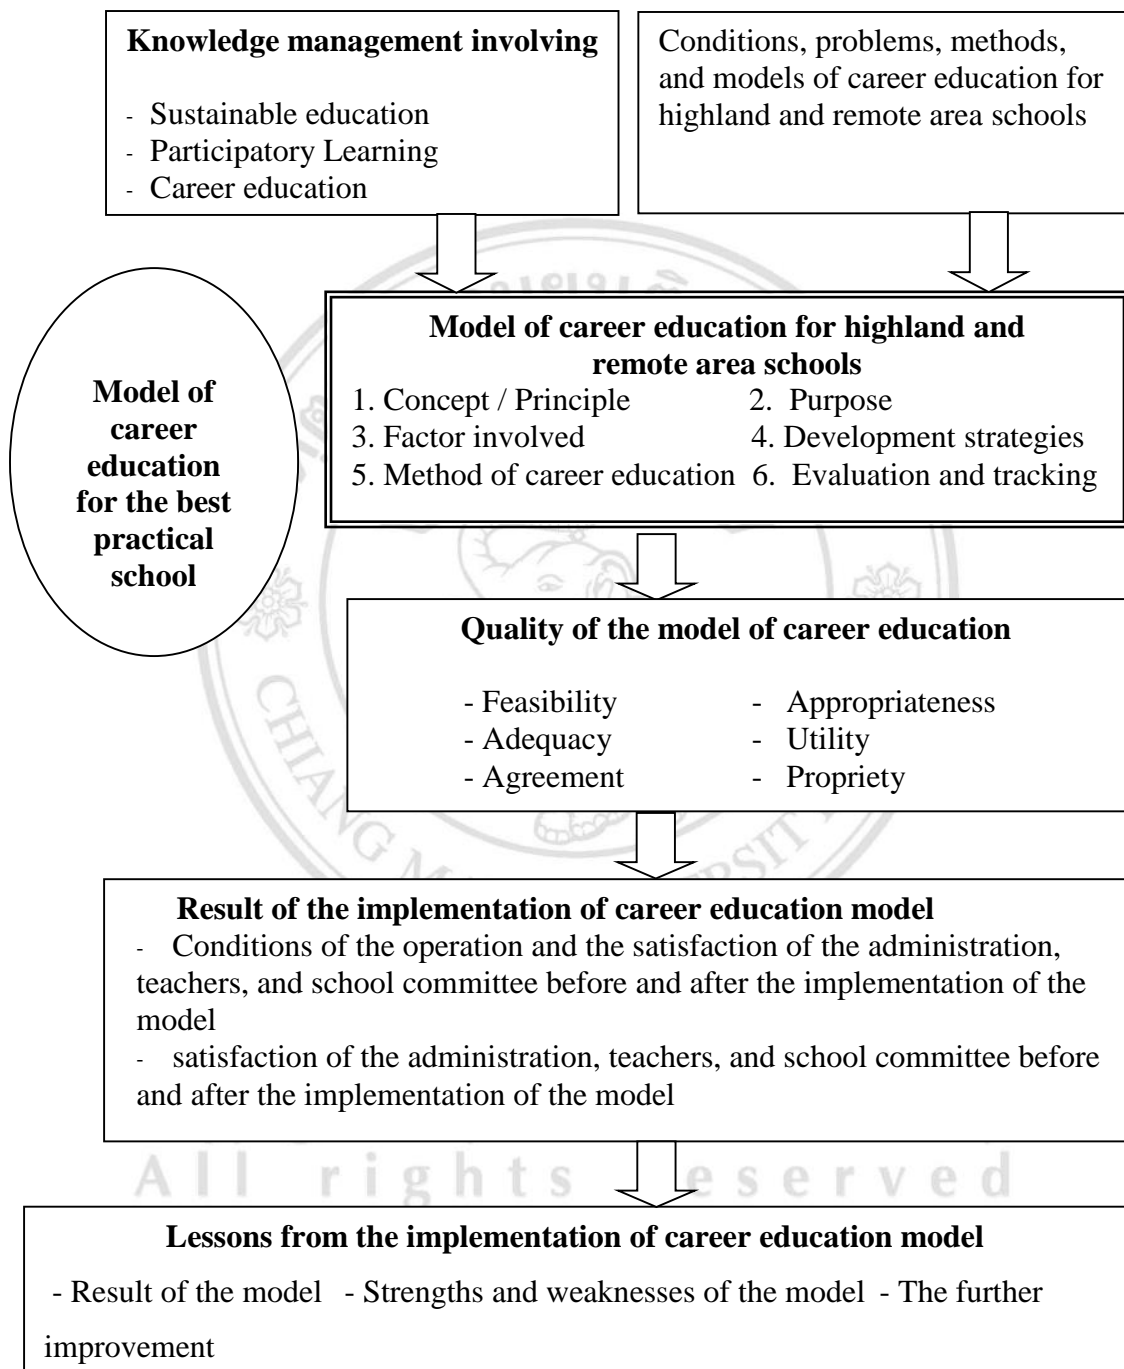 Knowledge management involving
- Sustainable education
- Participatory Learning
- Career education
Conditions, problems, methods,
and models of career education for
highland and remote area schools
Model of
career
education
for the best
practical
school
Model of career education for highland and
remote area schools
1. Concept / Principle 2. Purpose
3. Factor involved 4. Development strategies
5. Method of career education 6. Evaluation and tracking
Quality of the model of career education
- Feasibility - Appropriateness
- Adequacy - Utility
- Agreement - Propriety
Result of the implementation of career education model
- Conditions of the operation and the satisfaction of the administration,
teachers, and school committee before and after the implementation of the
model
- satisfaction of the administration, teachers, and school committee before
and after the implementation of the model
All rights reserved
Lessons from the implementation of career education model
- Result of the model - Strengths and weaknesses of the model - The further
improvement
CHIANG